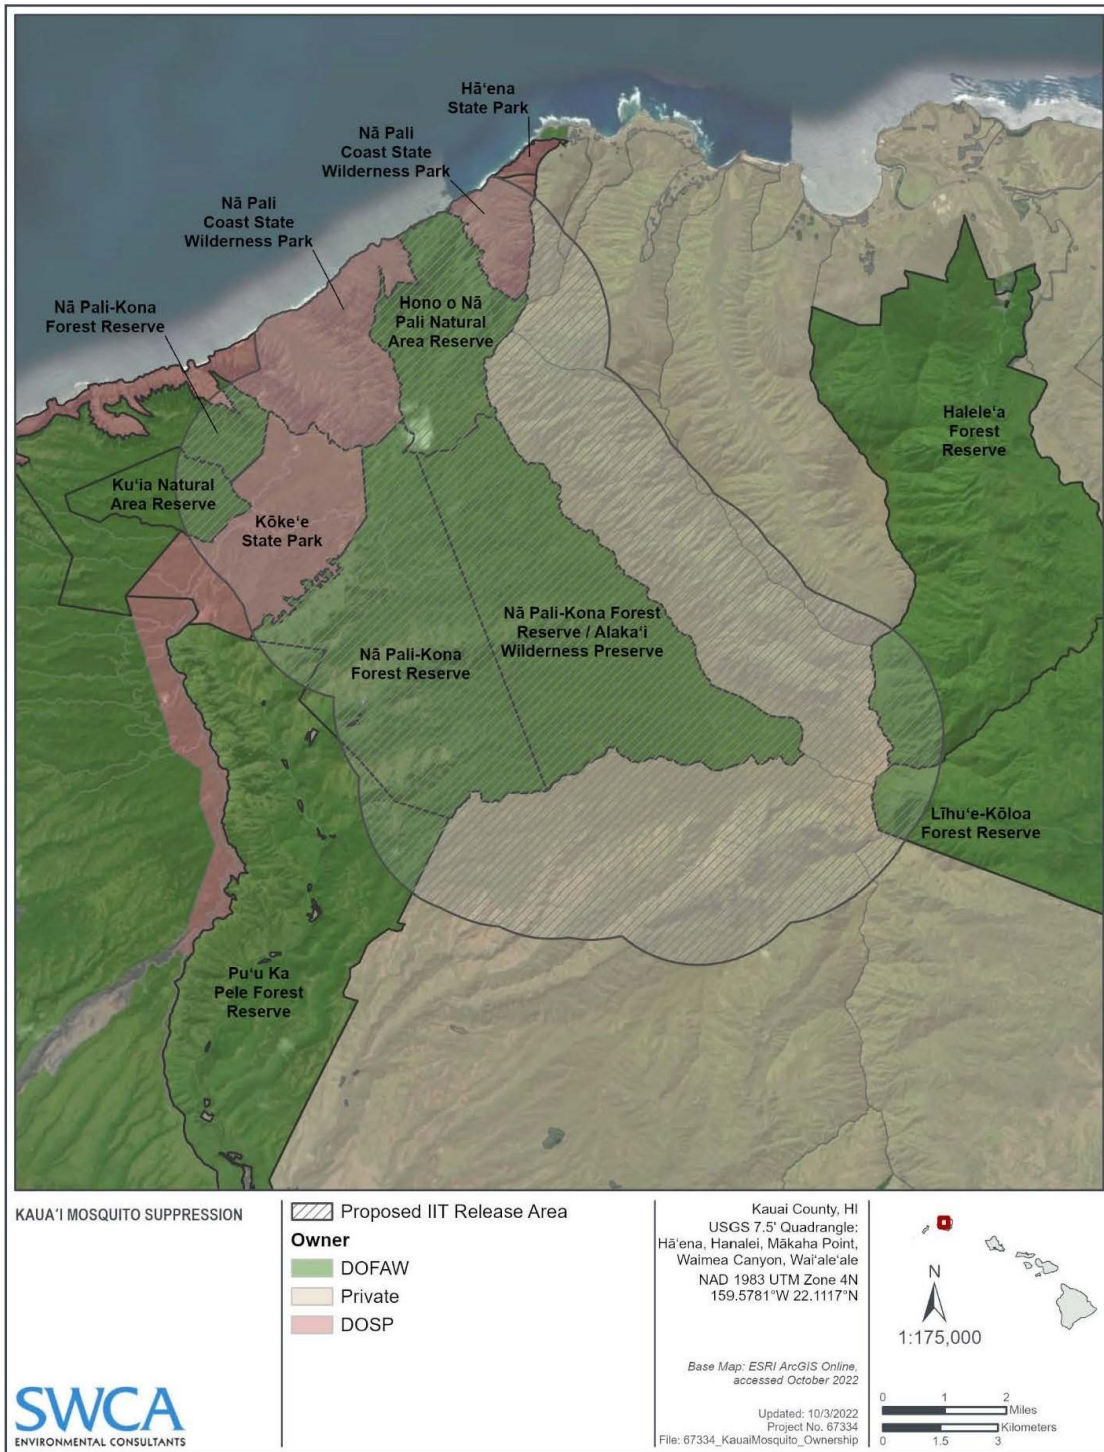 Hā‘ena
State Park
Nā Pali
Coast State
Wilderness Park
Nā Pali
Coast State
Wilderness Park
Nā Pali-Kona
Forest Reserve
Hono o Nā
Pali Natural
Area Reserve
Halele‘a
Forest
Reserve
Ku‘ia Natural
Area Reserve
Kōke‘e
State Park
Nā Pali-Kona Forest
Reserve / Alaka‘i
Wilderness Preserve
Nā Pali-Kona
Forest Reserve
Līhu‘e-Kōloa
Forest Reserve
Pu‘u Ka
Pele Forest
Reserve
KAUA‘I MOSQUITO SUPPRESSION
SWCA
ENVIRONMENTAL CONSULTANTS
Proposed IIT Release Area
Owner
DOFAW
Private
DOSP
Kauai County, HI
USGS 7.5' Quadrangle:
Hā‘ena, Hanalei, Mākaha Point,
Waimea Canyon, Wai‘ale‘ale
NAD 1983 UTM Zone 4N
159.5781°W 22.1117°N
Base Map: ESRI ArcGIS Online,
accessed October 2022
Updated: 10/3/2022
Project No. 67334
File: 67334_KauaiMosquito_Ownership
N
1:175,000
0 1 2
Miles
Kilometers
0 1.5 3